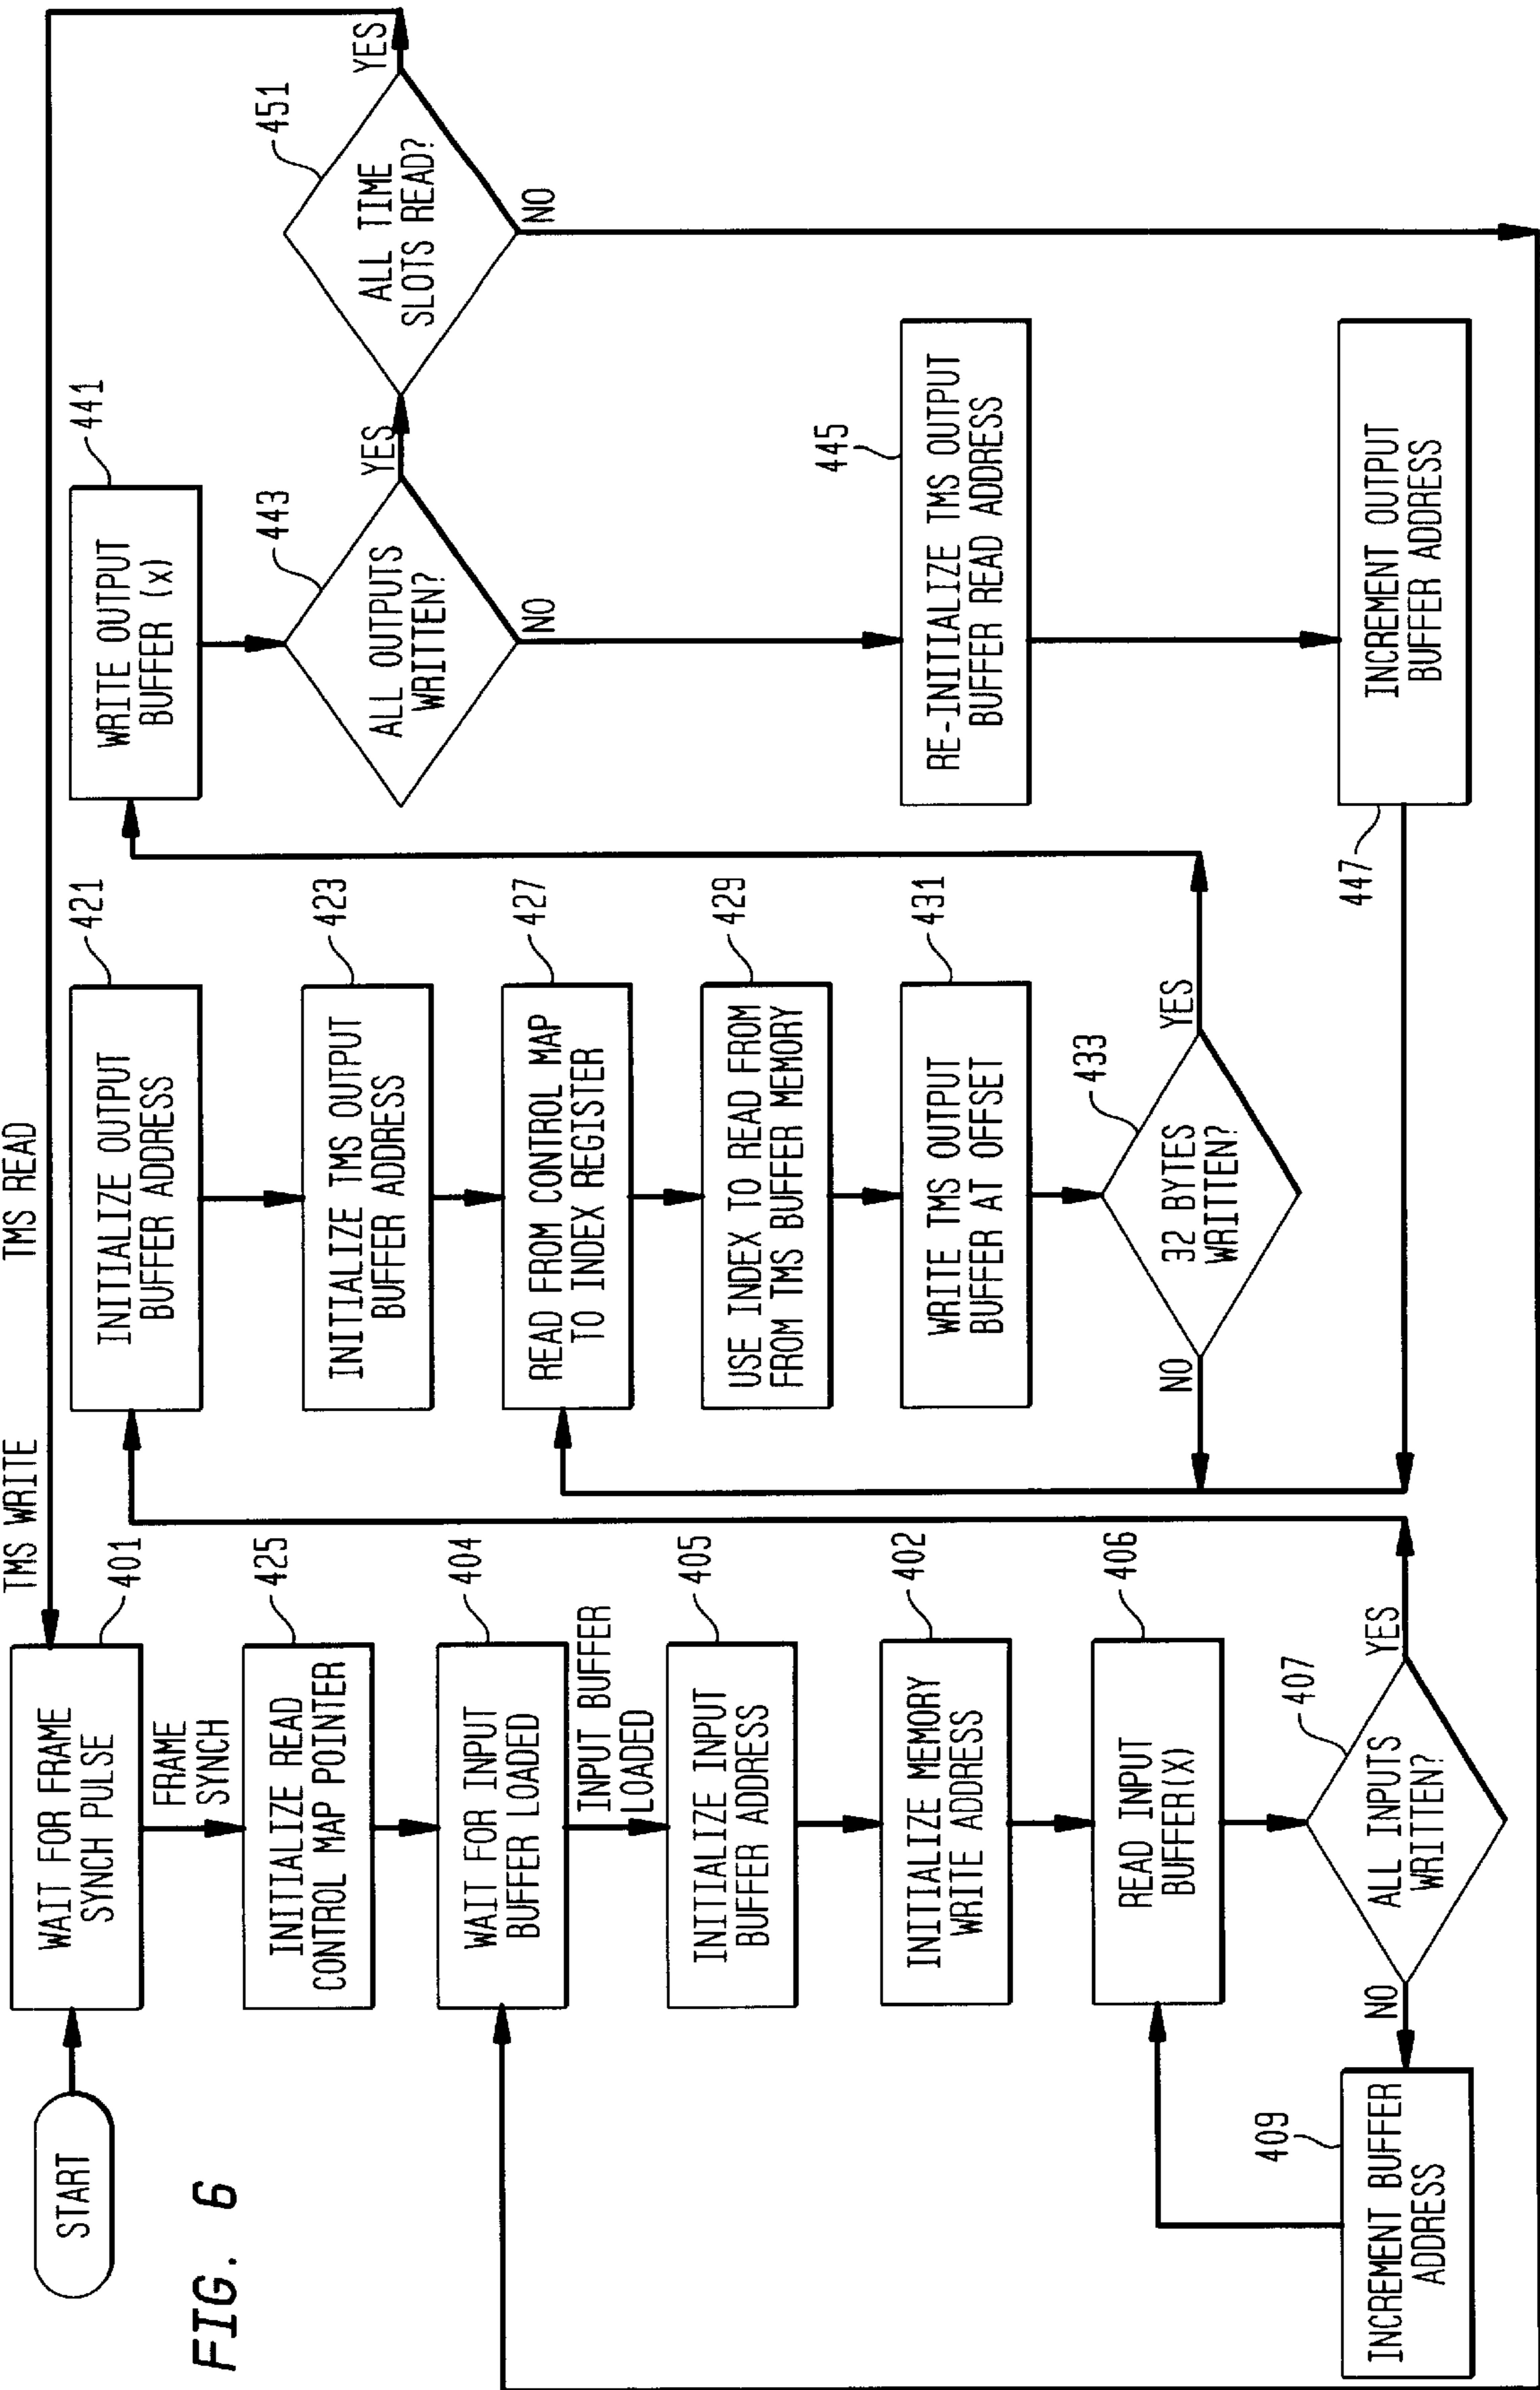 FIG. 6
TMS WRITE
TMS READ
START
WAIT FOR FRAME
SYNCH PULSE
401
FRAME
SYNCH
INITIALIZE READ
CONTROL MAP POINTER
425
WAIT FOR INPUT
BUFFER LOADED
404
INPUT BUFFER
LOADED
INITIALIZE INPUT
BUFFER ADDRESS
405
INITIALIZE MEMORY
WRITE ADDRESS
402
READ INPUT
BUFFER(X)
406
ALL INPUTS
WRITTEN?
407
NO
YES
INCREMENT BUFFER
ADDRESS
409
INITIALIZE OUTPUT
BUFFER ADDRESS
421
INITIALIZE TMS OUTPUT
BUFFER ADDRESS
423
READ FROM CONTROL MAP
TO INDEX REGISTER
427
USE INDEX TO READ FROM
FROM TMS BUFFER MEMORY
429
WRITE TMS OUTPUT
BUFFER AT OFFSET
431
32 BYTES
WRITTEN?
433
NO
YES
WRITE OUTPUT
BUFFER (x)
441
ALL OUTPUTS
WRITTEN?
443
YES
NO
RE-INITIALIZE TMS OUTPUT
BUFFER READ ADDRESS
445
INCREMENT OUTPUT
BUFFER ADDRESS
447
ALL TIME
SLOTS READ?
451
YES
NO